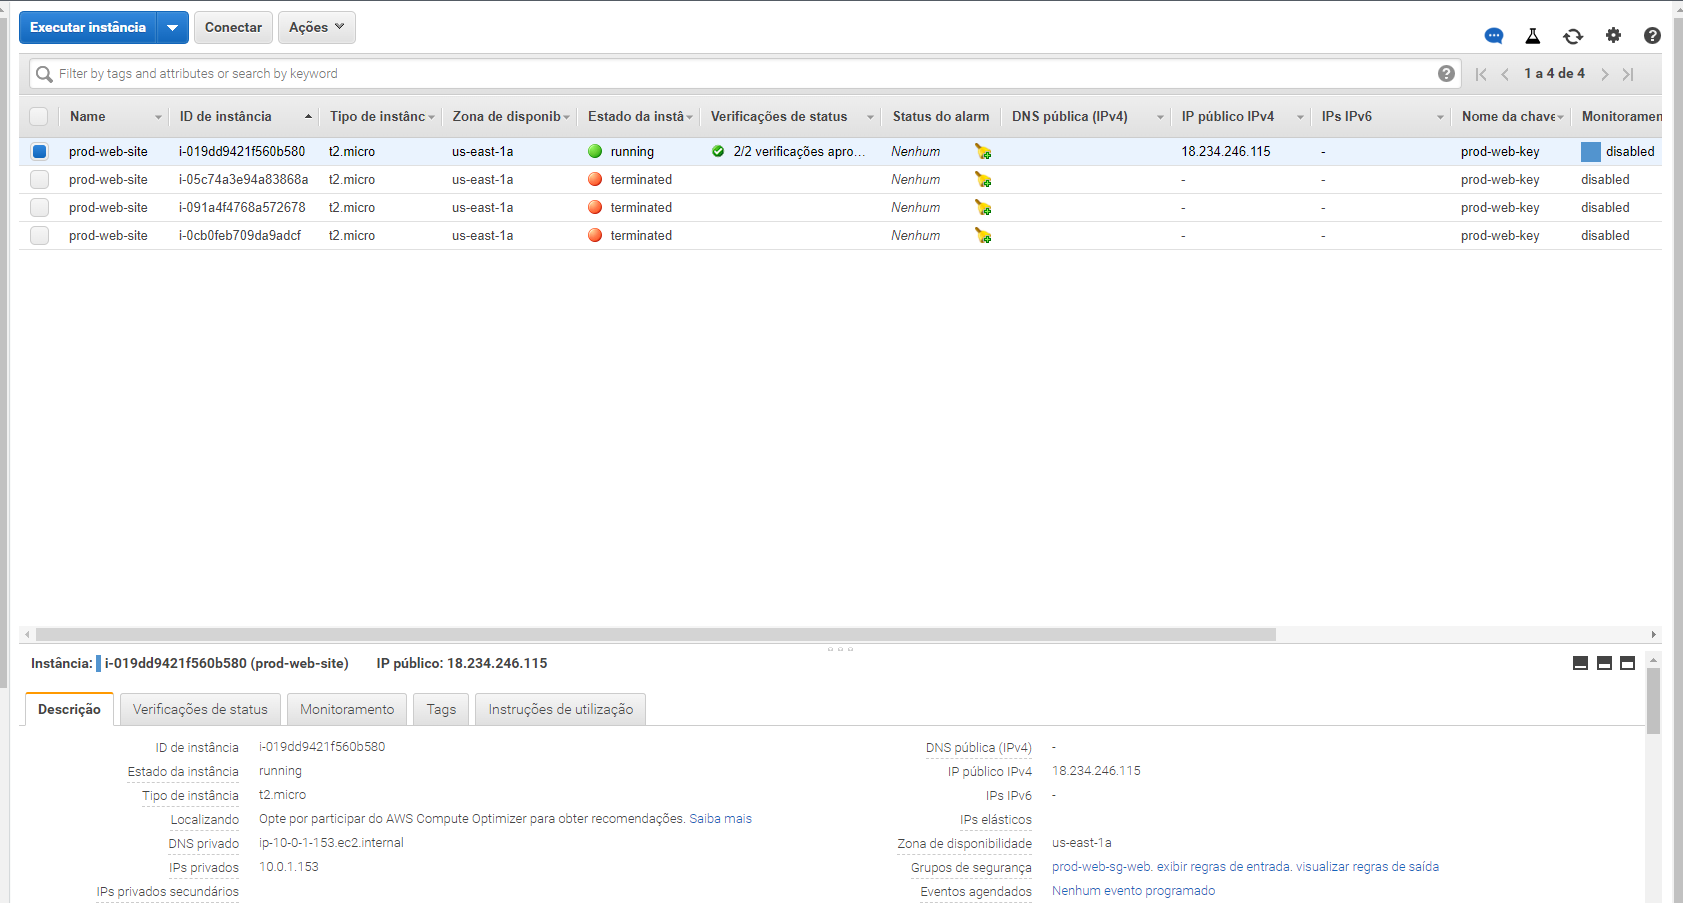 Executar instância Conectar Ações
Filter by tags and attributes or search by keyword 1 a 4 de 4
Name ID de instância Tipo de instânc Zona de disponib Estado da instâ Verificações de status Status do alarm DNS pública (IPv4) IP público IPv4 IPs IPv6 Nome da chave Monitoramen
prod-web-site i-019dd9421f560b580 t2.micro us-east-1a running 2/2 verificações apro... Nenhum 18.234.246.115 - prod-web-key disabled
prod-web-site i-05c74a3e94a83868a t2.micro us-east-1a terminated Nenhum - - prod-web-key disabled
prod-web-site i-091a4f4768a572678 t2.micro us-east-1a terminated Nenhum - - prod-web-key disabled
prod-web-site i-0cb0feb709da9adcf t2.micro us-east-1a terminated Nenhum - - prod-web-key disabled
Instância: i-019dd9421f560b580 (prod-web-site) IP público: 18.234.246.115
Descrição Verificações de status Monitoramento Tags Instruções de utilização
ID de instância i-019dd9421f560b580 DNS pública (IPv4) -
Estado da instância running IP público IPv4 18.234.246.115
Tipo de instância t2.micro IPs IPv6 -
Localizando Opte por participar do AWS Compute Optimizer para obter recomendações. Saiba mais IPs elásticos
DNS privado ip-10-0-1-153.ec2.internal Zona de disponibilidade us-east-1a
IPs privados 10.0.1.153 Grupos de segurança prod-web-sg-web. exibir regras de entrada. visualizar regras de saída
IPs privados secundários Eventos agendados Nenhum evento programado